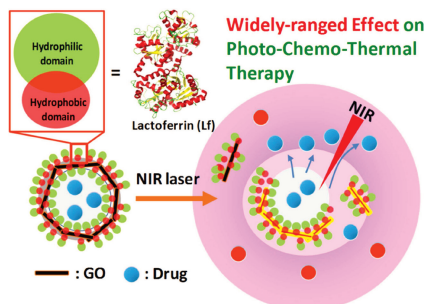 Hydrophilic
domain
Hydrophobic
domain
=
Lactoferrin (Lf)
Widely-ranged Effect on
Photo-Chemo-Thermal
Therapy
NIR
NIR laser
: GO
: Drug